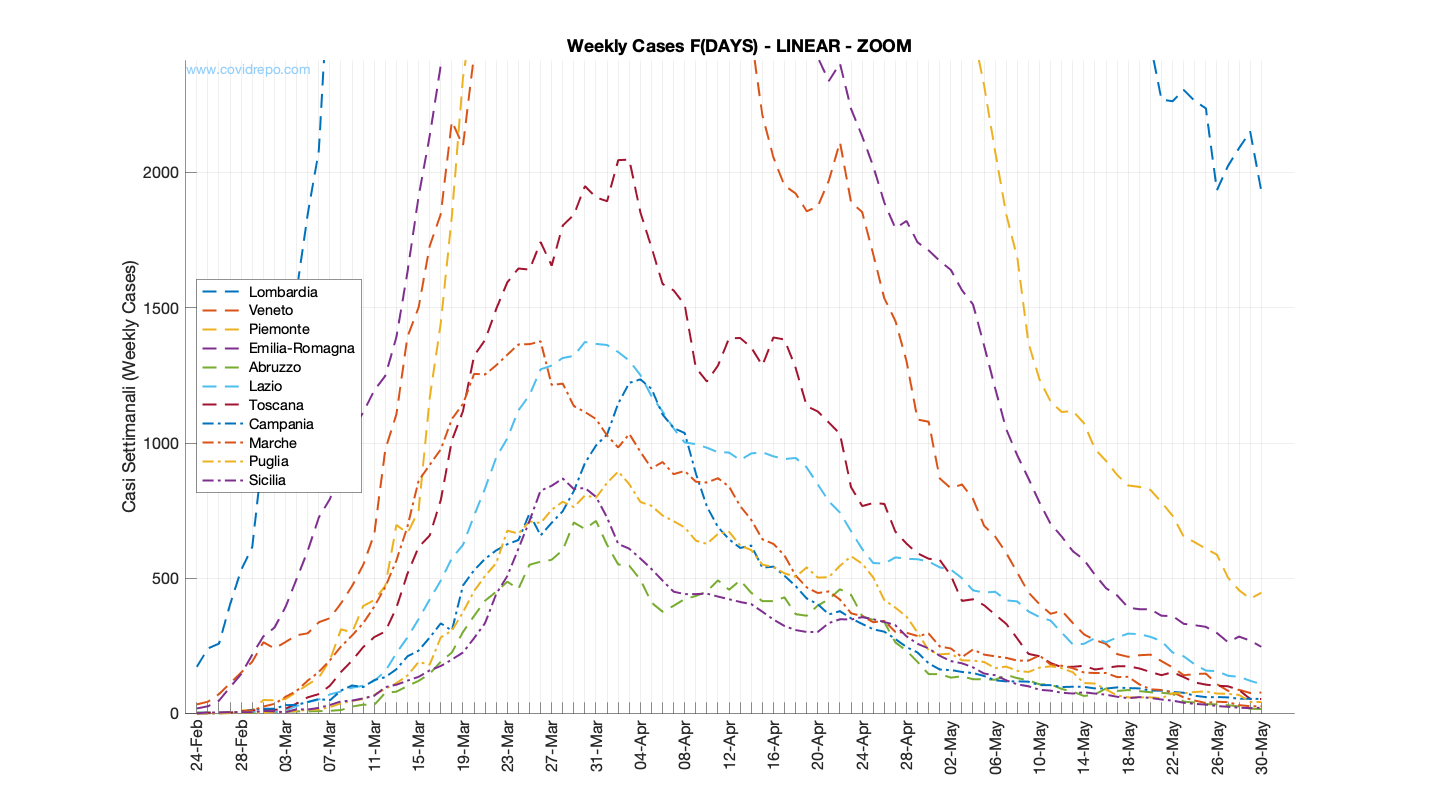 Weekly Cases F(DAYS) - LINEAR - ZOOM
www.covidrepo.com
Casi Settimanali (Weekly Cases)
2000
1500
1000
500
0
Lombardia
Veneto
Piemonte
Emilia-Romagna
Abruzzo
Lazio
Toscana
Campania
Marche
Puglia
Sicilia
24-Feb
28-Feb
03-Mar
07-Mar
11-Mar
15-Mar
19-Mar
23-Mar
27-Mar
31-Mar
04-Apr
08-Apr
12-Apr
16-Apr
20-Apr
24-Apr
28-Apr
02-May
06-May
10-May
14-May
18-May
22-May
26-May
30-May